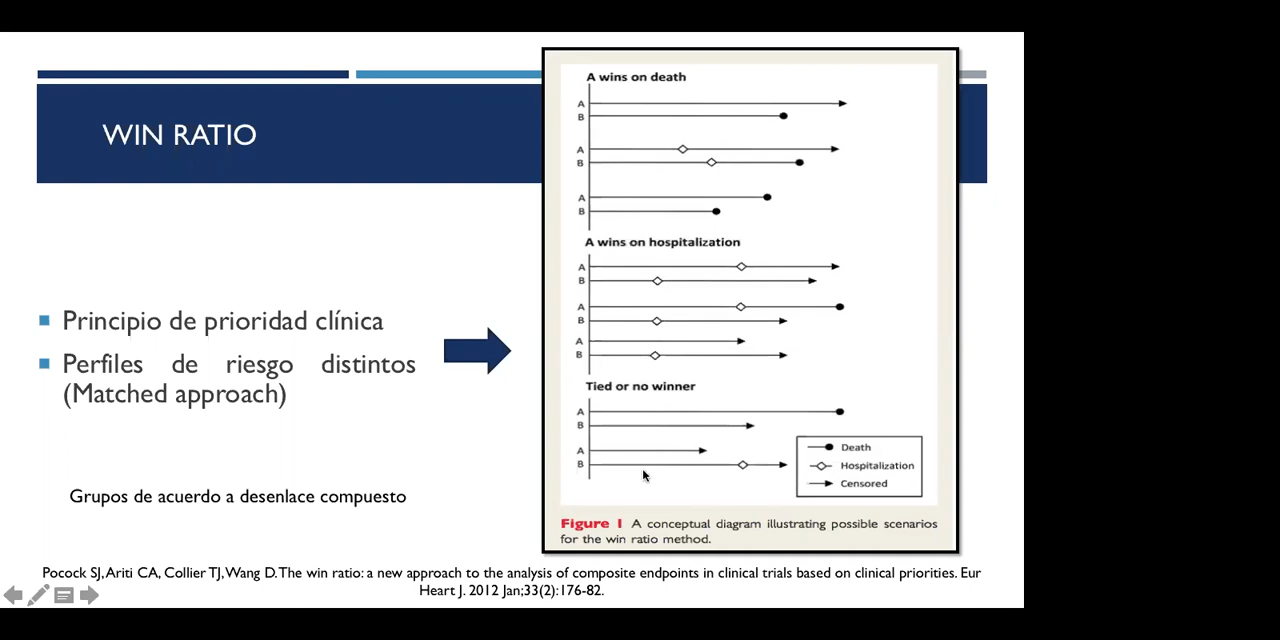 WIN RATIO
Principio de prioridad clínica
Perfiles de riesgo distintos
(Matched approach)
Grupos de acuerdo a desenlace compuesto
A wins on death
A
B
A
B
A
B
A wins on hospitalization
A
B
A
B
A
B
Tied or no winner
A
B
A
B
Death
Hospitalization
Censored
Figure 1 A conceptual diagram illustrating possible scenarios
for the win ratio method.
Pocock SJ, Ariti CA, Collier TJ, Wang D. The win ratio: a new approach to the analysis of composite endpoints in clinical trials based on clinical priorities. Eur
Heart J. 2012 Jan;33(2):176-82.